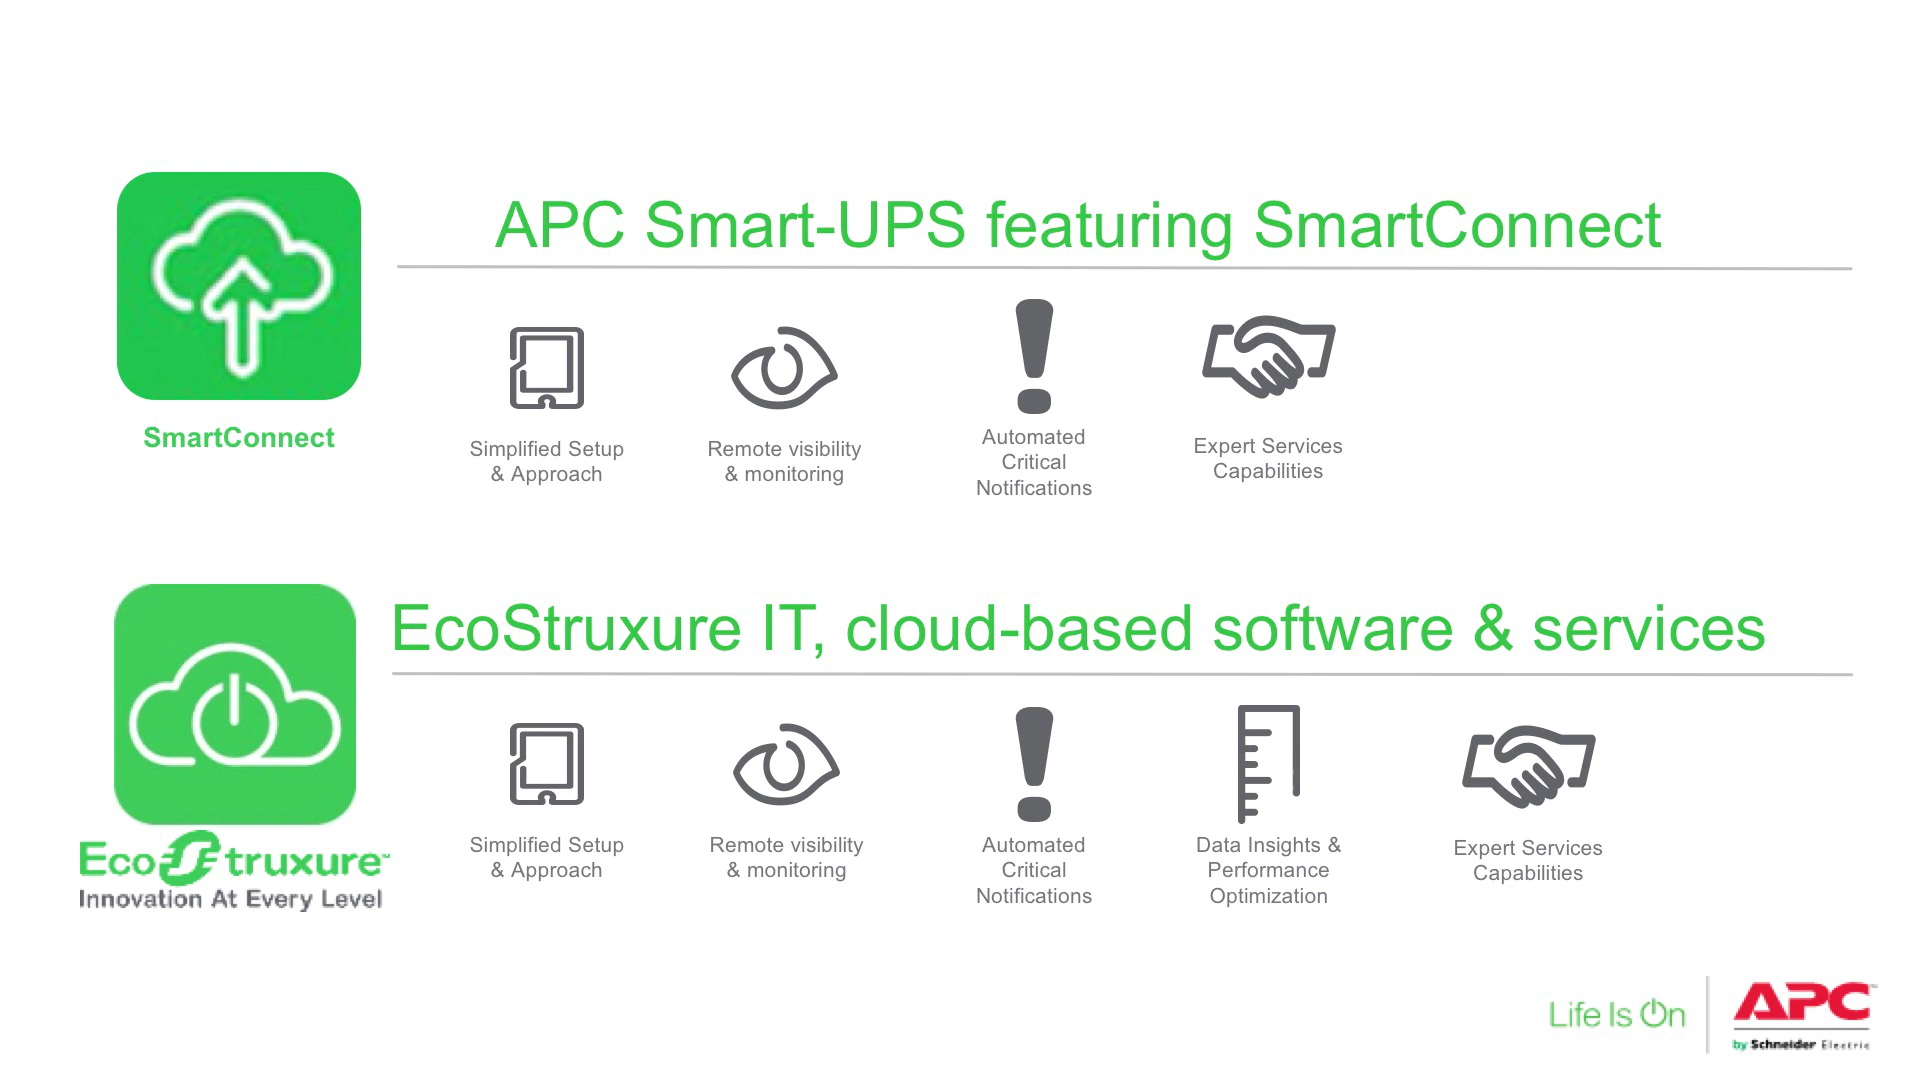 APC Smart-UPS featuring SmartConnect
SmartConnect
Simplified Setup
& Approach
Remote visibility
& monitoring
Automated
Critical
Notifications
Expert Services
Capabilities
EcoStruxure IT, cloud-based software & services
EcoStruxure™
Innovation At Every Level
Simplified Setup
& Approach
Remote visibility
& monitoring
Automated
Critical
Notifications
Data Insights &
Performance
Optimization
Expert Services
Capabilities
Life Is On
APC™
by Schneider Electric